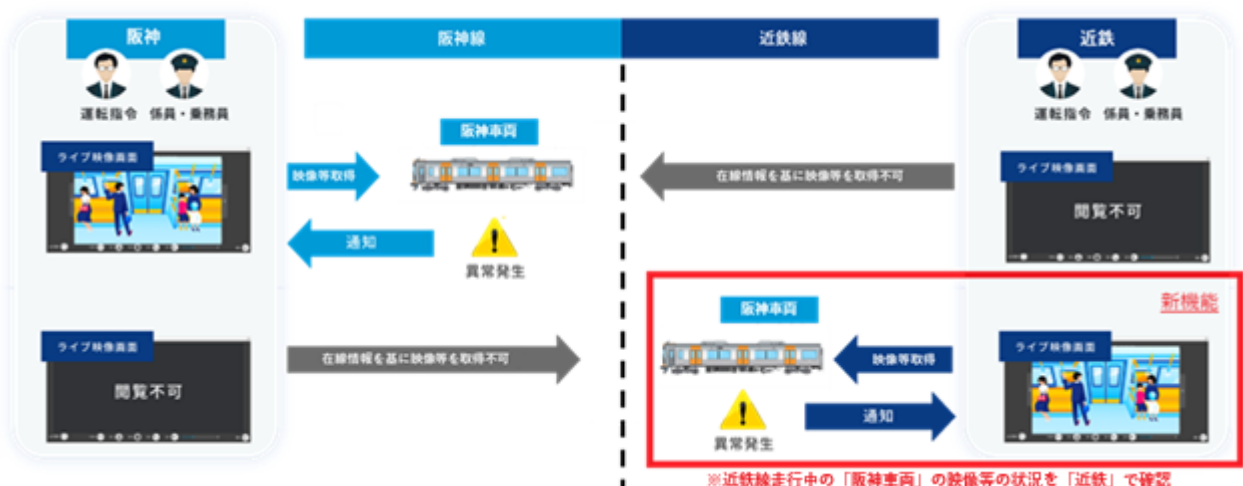 阪神
阪神線
近鉄線
近鉄
運転指令 係員・乗務員
運転指令 係員・乗務員
阪神車両
ライブ映像画面
映像等取得
在線情報を基に映像等を取得不可
ライブ映像画面
閲覧不可
通知
異常発生
新機能
阪神車両
ライブ映像画面
在線情報を基に映像等を取得不可
映像等取得
ライブ映像画面
閲覧不可
通知
異常発生
※近鉄線走行中の「阪神車両」の映像等の状況を「近鉄」で確認